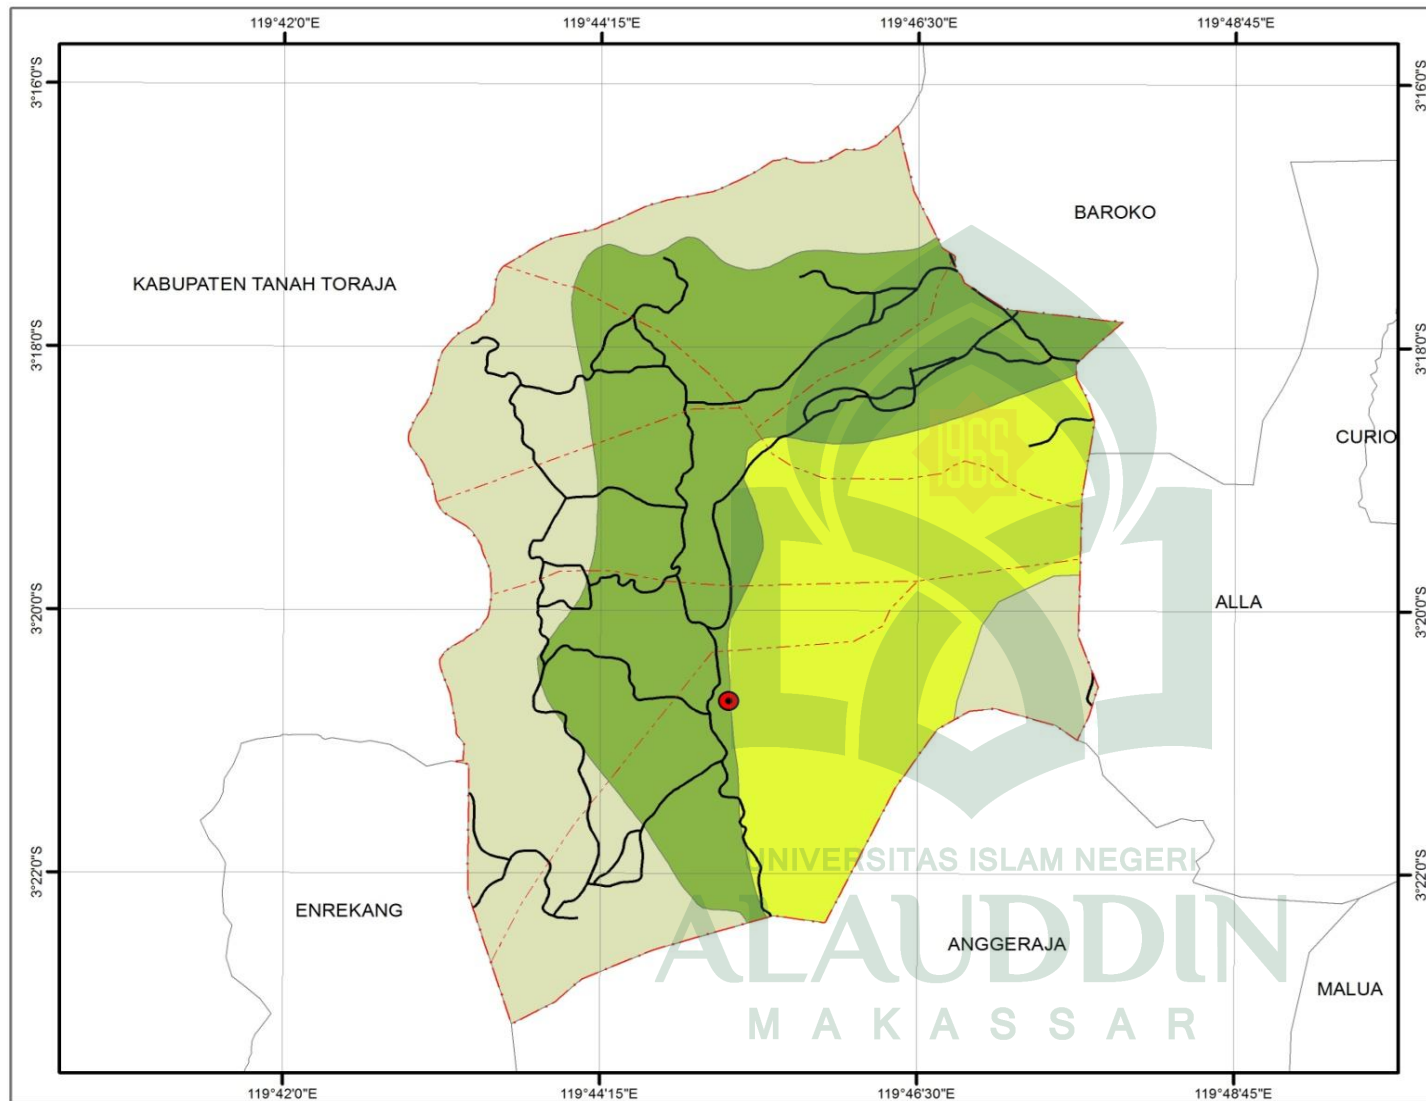 119°42'0"E 119°44'15"E 119°46'30"E 119°48'45"E
3°16'0"S 3°16'0"S
BAROKO
KABUPATEN TANAH TORAJA
3°18'0"S 3°18'0"S
CURIO
1965
3°20'0"S ALLA 3°20'0"S
UNIVERSITAS ISLAM NEGERI
3°22'0"S 3°22'0"S
ENREKANG
ALAUDDIN
ANGGERAJA
MALUA
MAKASSAR
119°42'0"E 119°44'15"E 119°46'30"E 119°48'45"E